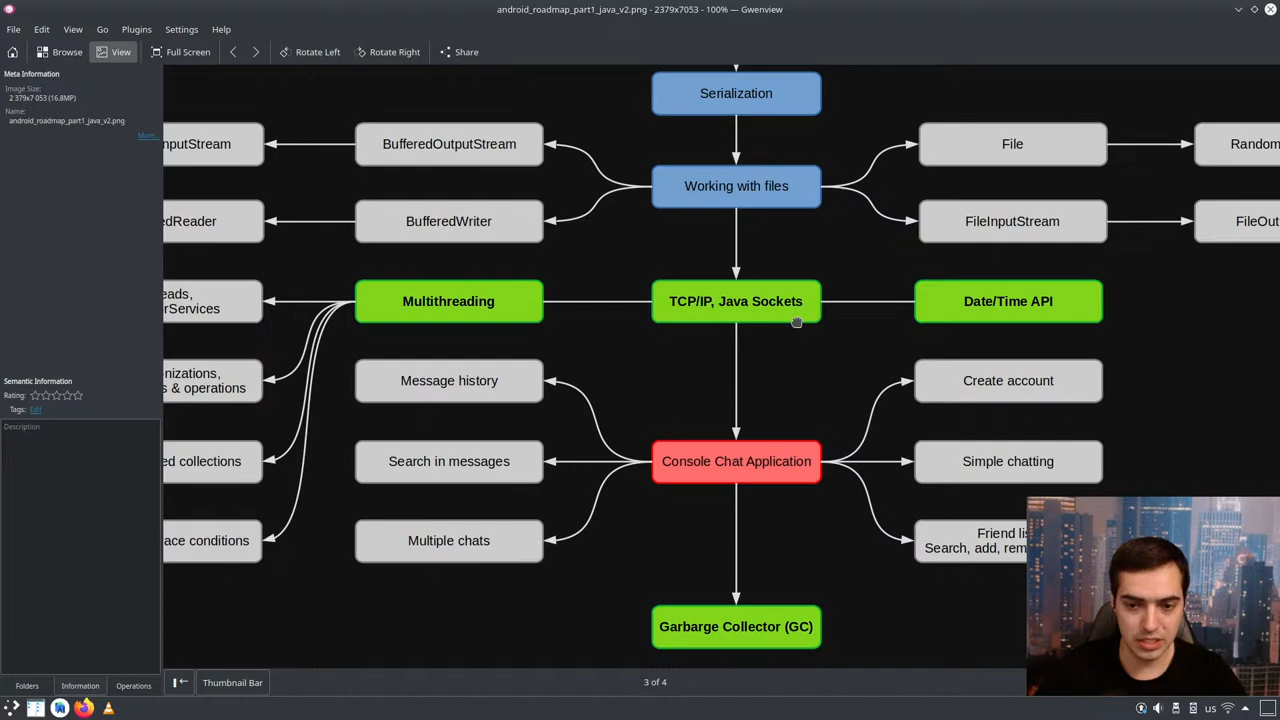 android_roadmap_part1_java_v2.png - 2379x7053 - 100% — Gwenview
File Edit View Go Plugins Settings Help
Browse View Full Screen Rotate Left Rotate Right Share
Meta Information
Image Size:
2 379x7 053 (16.8MP)
Name:
android_roadmap_part1_java_v2.png
More...
Semantic Information
Rating:
Tags: Edit
Description
Folders Information Operations
Serialization
nputStream
BufferedOutputStream
File
Random
Working with files
edReader
BufferedWriter
FileInputStream
FileOut
eads,
rServices
Multithreading
TCP/IP, Java Sockets
Date/Time API
nizations,
s & operations
Message history
Create account
ed collections
Search in messages
Console Chat Application
Simple chatting
ace conditions
Multiple chats
Friend lis
Search, add, rem
Garbarge Collector (GC)
Thumbnail Bar
3 of 4
us